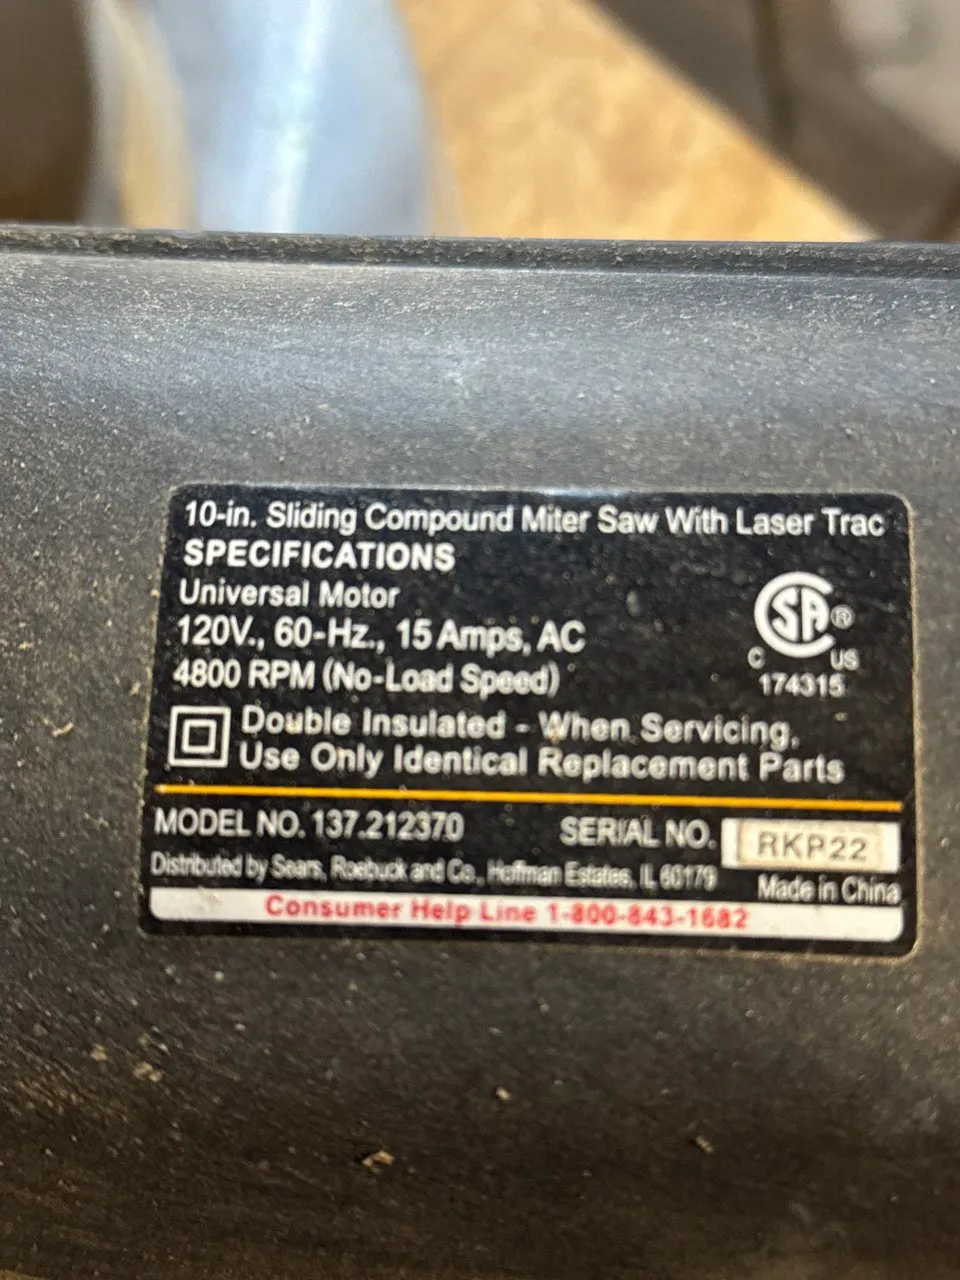 10-in. Sliding Compound Miter Saw With Laser Trac
SPECIFICATIONS
Universal Motor
120V., 60-Hz., 15 Amps, AC
4800 RPM (No-Load Speed)
SA®
C US
174315
Double Insulated - When Servicing,
Use Only Identical Replacement Parts
MODEL NO. 137.212370 SERIAL NO. RKP22
Distributed by Sears, Roebuck and Co., Hoffman Estates, IL 60179 Made in China
Consumer Help Line 1-800-843-1682